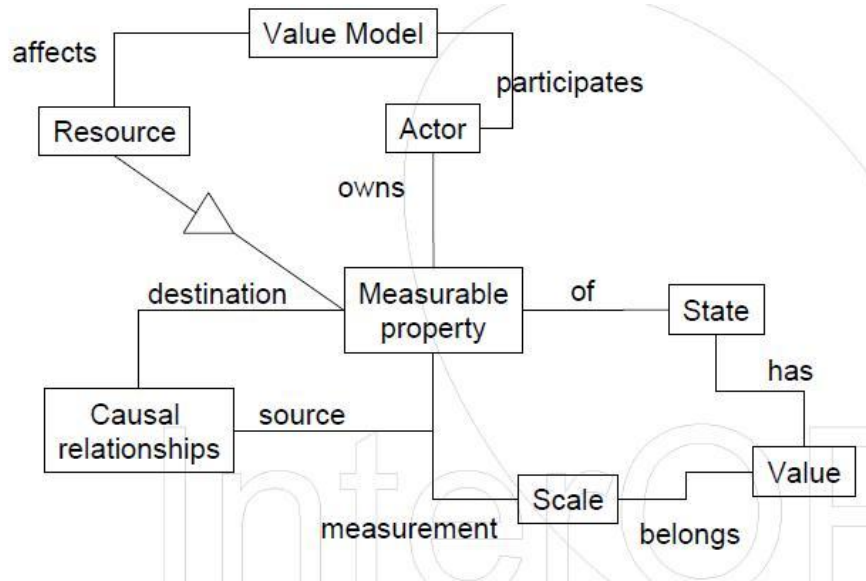 Value Model
affects
participates
Resource
Actor
owns
destination
Measurable
property
of
State
has
Causal
relationships
source
Value
Scale
measurement
belongs
InterOP